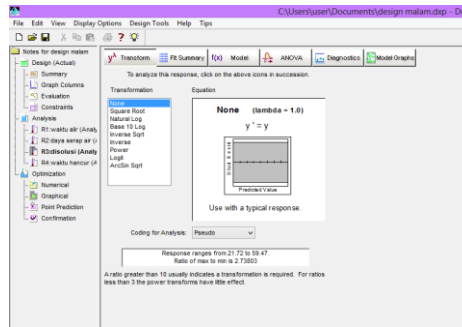 C:\Users\user\Documents\design malam.dxp - D
File Edit View Display Options Design Tools Help Tips
Notes for design malam
Design (Actual)
Summary
Graph Columns
Evaluation
Constraints
Analysis
R1:waktu alir (Analy
R2:daya serap air (
R3:disolusi (Analy
R4:waktu hancur (A
Optimization
Numerical
Graphical
Point Prediction
Confirmation
yλ Transform Fit Summary f(x) Model ANOVA Diagnostics Model Graphs
To analyze this response, click on the above icons in succession.
Transformation Equation
None
Square Root
Natural Log
Base 10 Log
Inverse Sqrt
Inverse
Power
Logit
ArcSin Sqrt
None (lambda = 1.0)
y' = y
Predicted Value
Use with a typical response.
Coding for Analysis: Pseudo
Response ranges from 21.72 to 59.47.
Ratio of max to min is 2.73803
A ratio greater than 10 usually indicates a transformation is required. For ratios
less than 3 the power transforms have little effect.